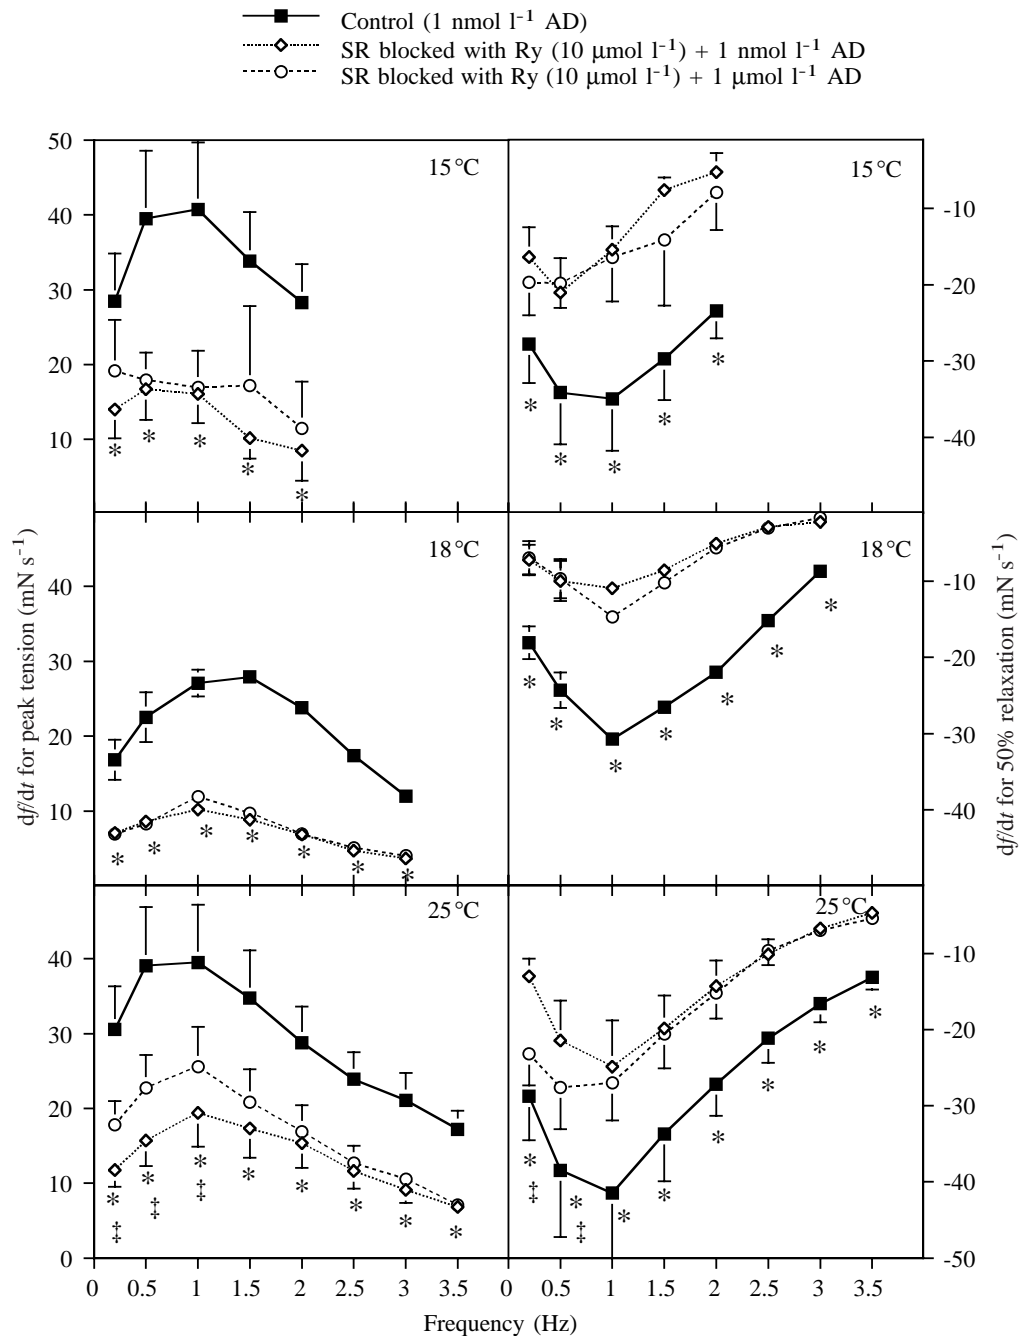 Control (1 nmol l⁻¹ AD)
SR blocked with Ry (10 μmol l⁻¹) + 1 nmol l⁻¹ AD
SR blocked with Ry (10 μmol l⁻¹) + 1 μmol l⁻¹ AD
50
40
30
20
10
15°C
* * * * *
15°C
* * * * *
-10
-20
-30
-40
40
30
20
10
18°C
* * * * * * *
18°C
* * * * * * *
-10
-20
-30
-40
40
30
20
10
0
25°C
* * * * * * * *
‡ ‡ ‡
25°C
* * * * * * * *
‡ ‡
-10
-20
-30
-40
-50
df/dt for peak tension (mN s⁻¹)
df/dt for 50% relaxation (mN s⁻¹)
0 0.5 1 1.5 2 2.5 3 3.5
0 0.5 1 1.5 2 2.5 3 3.5
Frequency (Hz)